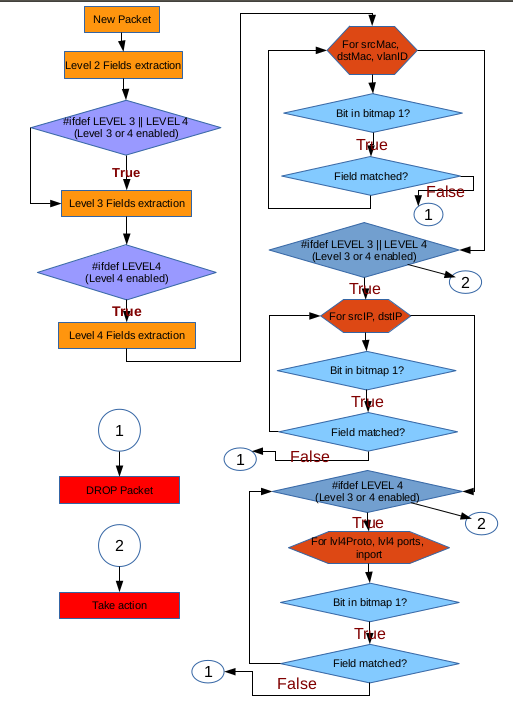 New Packet
Level 2 Fields extraction
#ifdef LEVEL 3 || LEVEL 4
(Level 3 or 4 enabled)
True
Level 3 Fields extraction
#ifdef LEVEL4
(Level 4 enabled)
True
Level 4 Fields extraction
1
DROP Packet
2
Take action
For srcMac,
dstMac, vlanID
Bit in bitmap 1?
True
Field matched?
False
1
#ifdef LEVEL 3 || LEVEL 4
(Level 3 or 4 enabled)
2
True
For srcIP, dstIP
Bit in bitmap 1?
True
Field matched?
False
1
#ifdef LEVEL 4
(Level 3 or 4 enabled)
2
True
For lvl4Proto, lvl4 ports,
inport
Bit in bitmap 1?
True
Field matched?
1
False